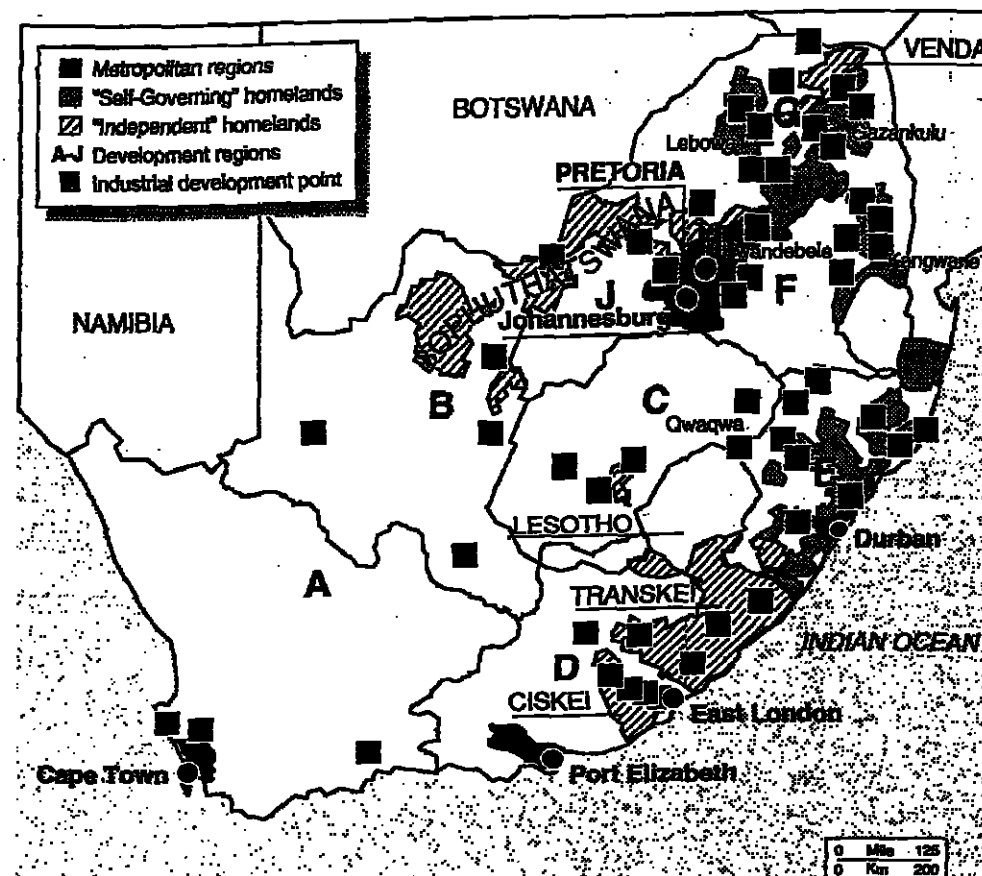 Metropolitan regions
"Self-Governing" homelands
"Independent" homelands
A-J Development regions
Industrial development point
VENDA
BOTSWANA
G
Gazankulu
Lebow
PRETORIA
BOPHUTHATSWANA
Kangwane
NAMIBIA
J
F
Johannesburg
B
C
Qwaqwa
E
LESOTHO
Durban
A
TRANSKEI
INDIAN OCEAN
D
CISKEI
East London
Cape Town
Port Elizabeth
0 Mile 125
0 Km 200